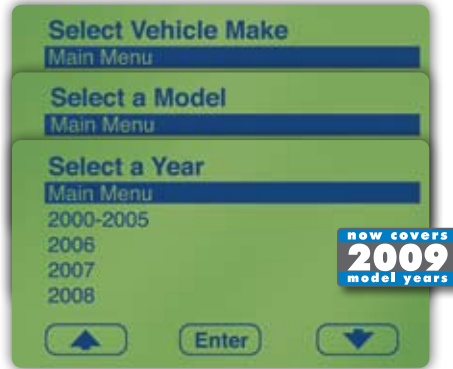 Select Vehicle Make
Main Menu
Select a Model
Main Menu
Select a Year
Main Menu
2000-2005
2006
2007
2008
now covers
2009
model years
Enter